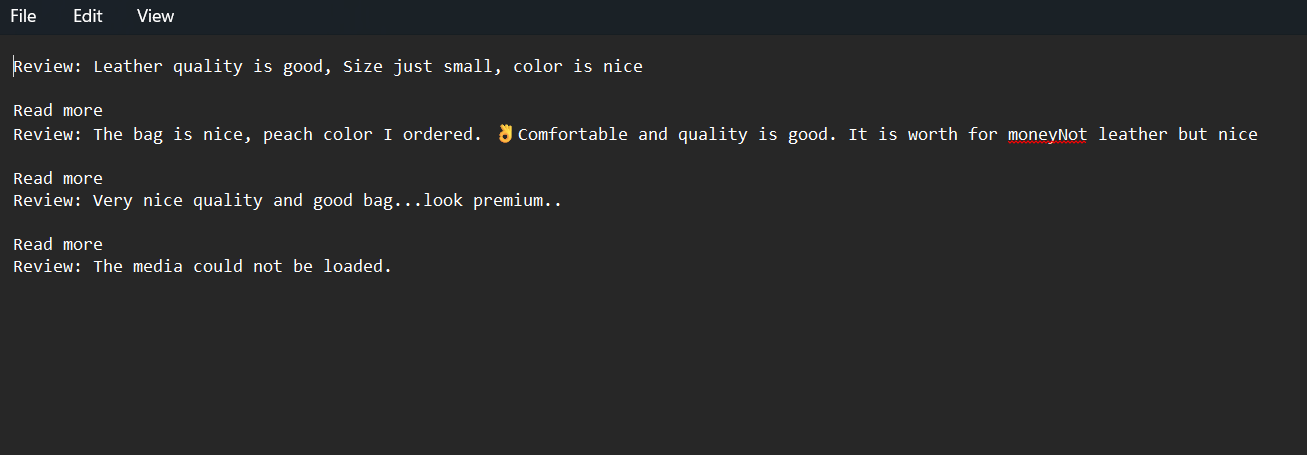 File Edit View
Review: Leather quality is good, Size just small, color is nice
Read more
Review: The bag is nice, peach color I ordered. 👌Comfortable and quality is good. It is worth for moneyNot leather but nice
Read more
Review: Very nice quality and good bag...look premium..
Read more
Review: The media could not be loaded.